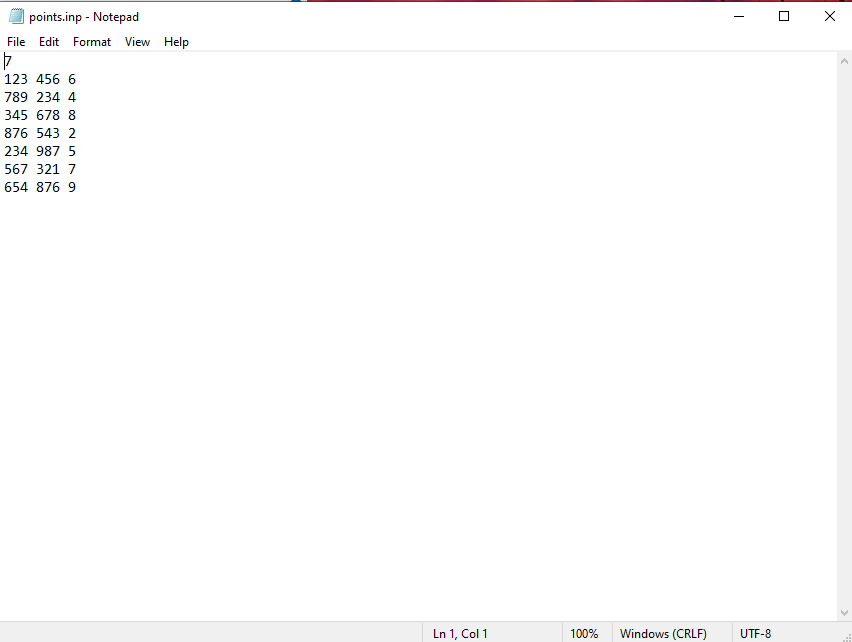 points.inp - Notepad
File Edit Format View Help
7
123 456 6
789 234 4
345 678 8
876 543 2
234 987 5
567 321 7
654 876 9
Ln 1, Col 1 100% Windows (CRLF) UTF-8